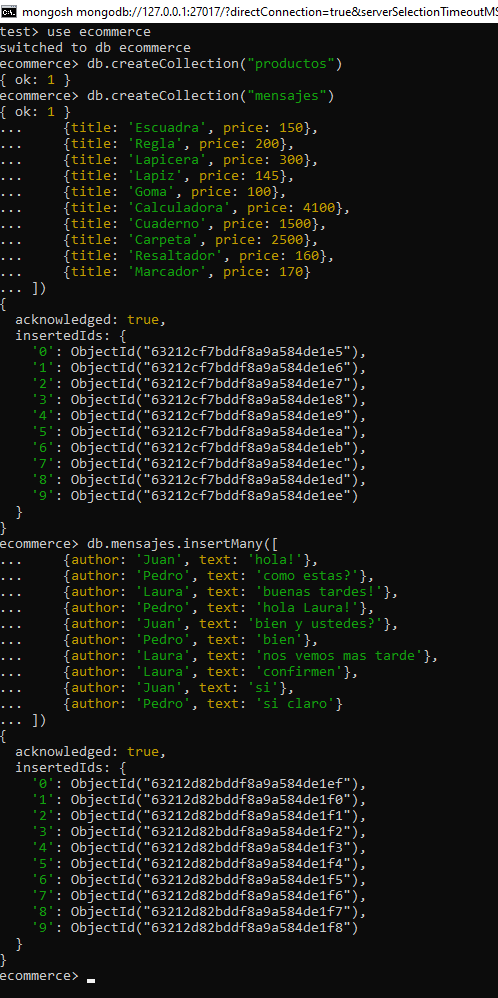 mongosh mongodb://127.0.0.1:27017/?directConnection=true&serverSelectionTimeoutMS
test> use ecommerce
switched to db ecommerce
ecommerce> db.createCollection("productos")
{ ok: 1 }
ecommerce> db.createCollection("mensajes")
{ ok: 1 }
...     {title: 'Escuadra', price: 150},
...     {title: 'Regla', price: 200},
...     {title: 'Lapicera', price: 300},
...     {title: 'Lapiz', price: 145},
...     {title: 'Goma', price: 100},
...     {title: 'Calculadora', price: 4100},
...     {title: 'Cuaderno', price: 1500},
...     {title: 'Carpeta', price: 2500},
...     {title: 'Resaltador', price: 160},
...     {title: 'Marcador', price: 170}
... ])
{
  acknowledged: true,
  insertedIds: {
    '0': ObjectId("63212cf7bddf8a9a584de1e5"),
    '1': ObjectId("63212cf7bddf8a9a584de1e6"),
    '2': ObjectId("63212cf7bddf8a9a584de1e7"),
    '3': ObjectId("63212cf7bddf8a9a584de1e8"),
    '4': ObjectId("63212cf7bddf8a9a584de1e9"),
    '5': ObjectId("63212cf7bddf8a9a584de1ea"),
    '6': ObjectId("63212cf7bddf8a9a584de1eb"),
    '7': ObjectId("63212cf7bddf8a9a584de1ec"),
    '8': ObjectId("63212cf7bddf8a9a584de1ed"),
    '9': ObjectId("63212cf7bddf8a9a584de1ee")
  }
}
ecommerce> db.mensajes.insertMany([
...     {author: 'Juan', text: 'hola!'},
...     {author: 'Pedro', text: 'como estas?'},
...     {author: 'Laura', text: 'buenas tardes!'},
...     {author: 'Pedro', text: 'hola Laura!'},
...     {author: 'Juan', text: 'bien y ustedes?'},
...     {author: 'Pedro', text: 'bien'},
...     {author: 'Laura', text: 'nos vemos mas tarde'},
...     {author: 'Laura', text: 'confirmen'},
...     {author: 'Juan', text: 'si'},
...     {author: 'Pedro', text: 'si claro'}
... ])
{
  acknowledged: true,
  insertedIds: {
    '0': ObjectId("63212d82bddf8a9a584de1ef"),
    '1': ObjectId("63212d82bddf8a9a584de1f0"),
    '2': ObjectId("63212d82bddf8a9a584de1f1"),
    '3': ObjectId("63212d82bddf8a9a584de1f2"),
    '4': ObjectId("63212d82bddf8a9a584de1f3"),
    '5': ObjectId("63212d82bddf8a9a584de1f4"),
    '6': ObjectId("63212d82bddf8a9a584de1f5"),
    '7': ObjectId("63212d82bddf8a9a584de1f6"),
    '8': ObjectId("63212d82bddf8a9a584de1f7"),
    '9': ObjectId("63212d82bddf8a9a584de1f8")
  }
}
ecommerce>